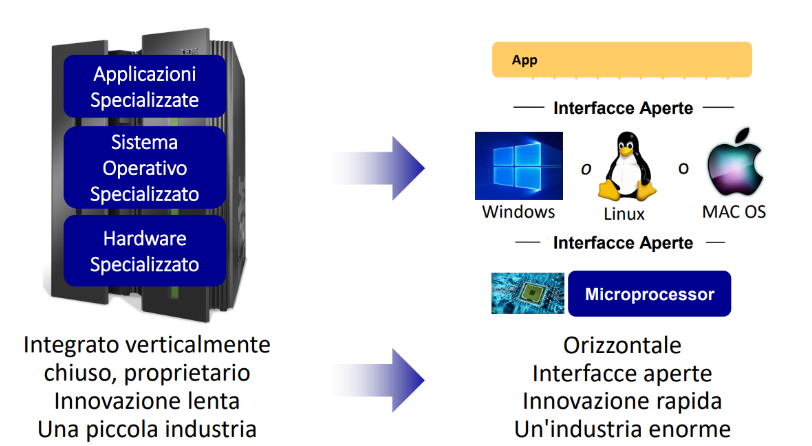 Applicazioni
Specializzate
Sistema
Operativo
Specializzato
Hardware
Specializzato
Integrato verticalmente
chiuso, proprietario
Innovazione lenta
Una piccola industria
App
Interfacce Aperte
o
o
Windows
Linux
MAC OS
Interfacce Aperte
Microprocessor
Orizzontale
Interfacce aperte
Innovazione rapida
Un'industria enorme